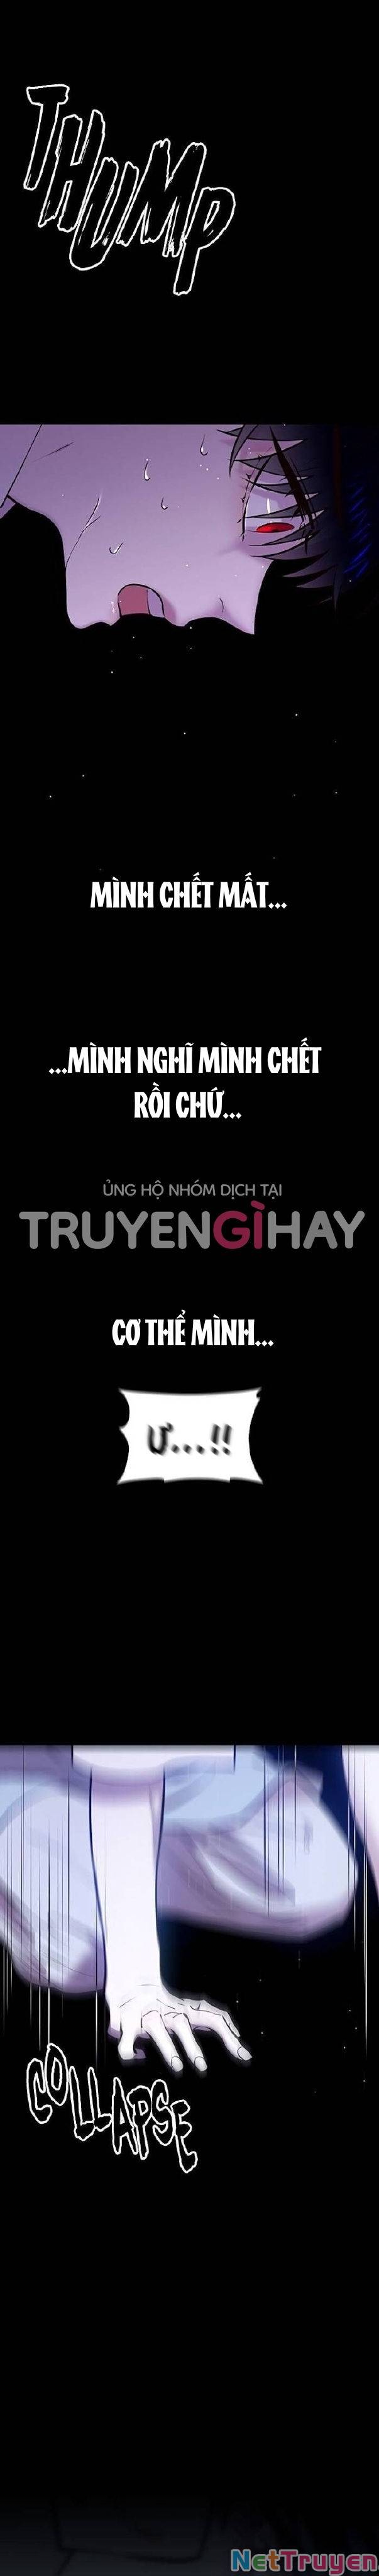 THUMP
MÌNH CHẾT MẤT...
...MÌNH NGHĨ MÌNH CHẾT
RỒI CHỨ...
ỦNG HỘ NHÓM DỊCH TẠI
TRUYENGÌHAY
CƠ THỂ MÌNH...
Ư...!!
COLLAPSE
NetTruyen